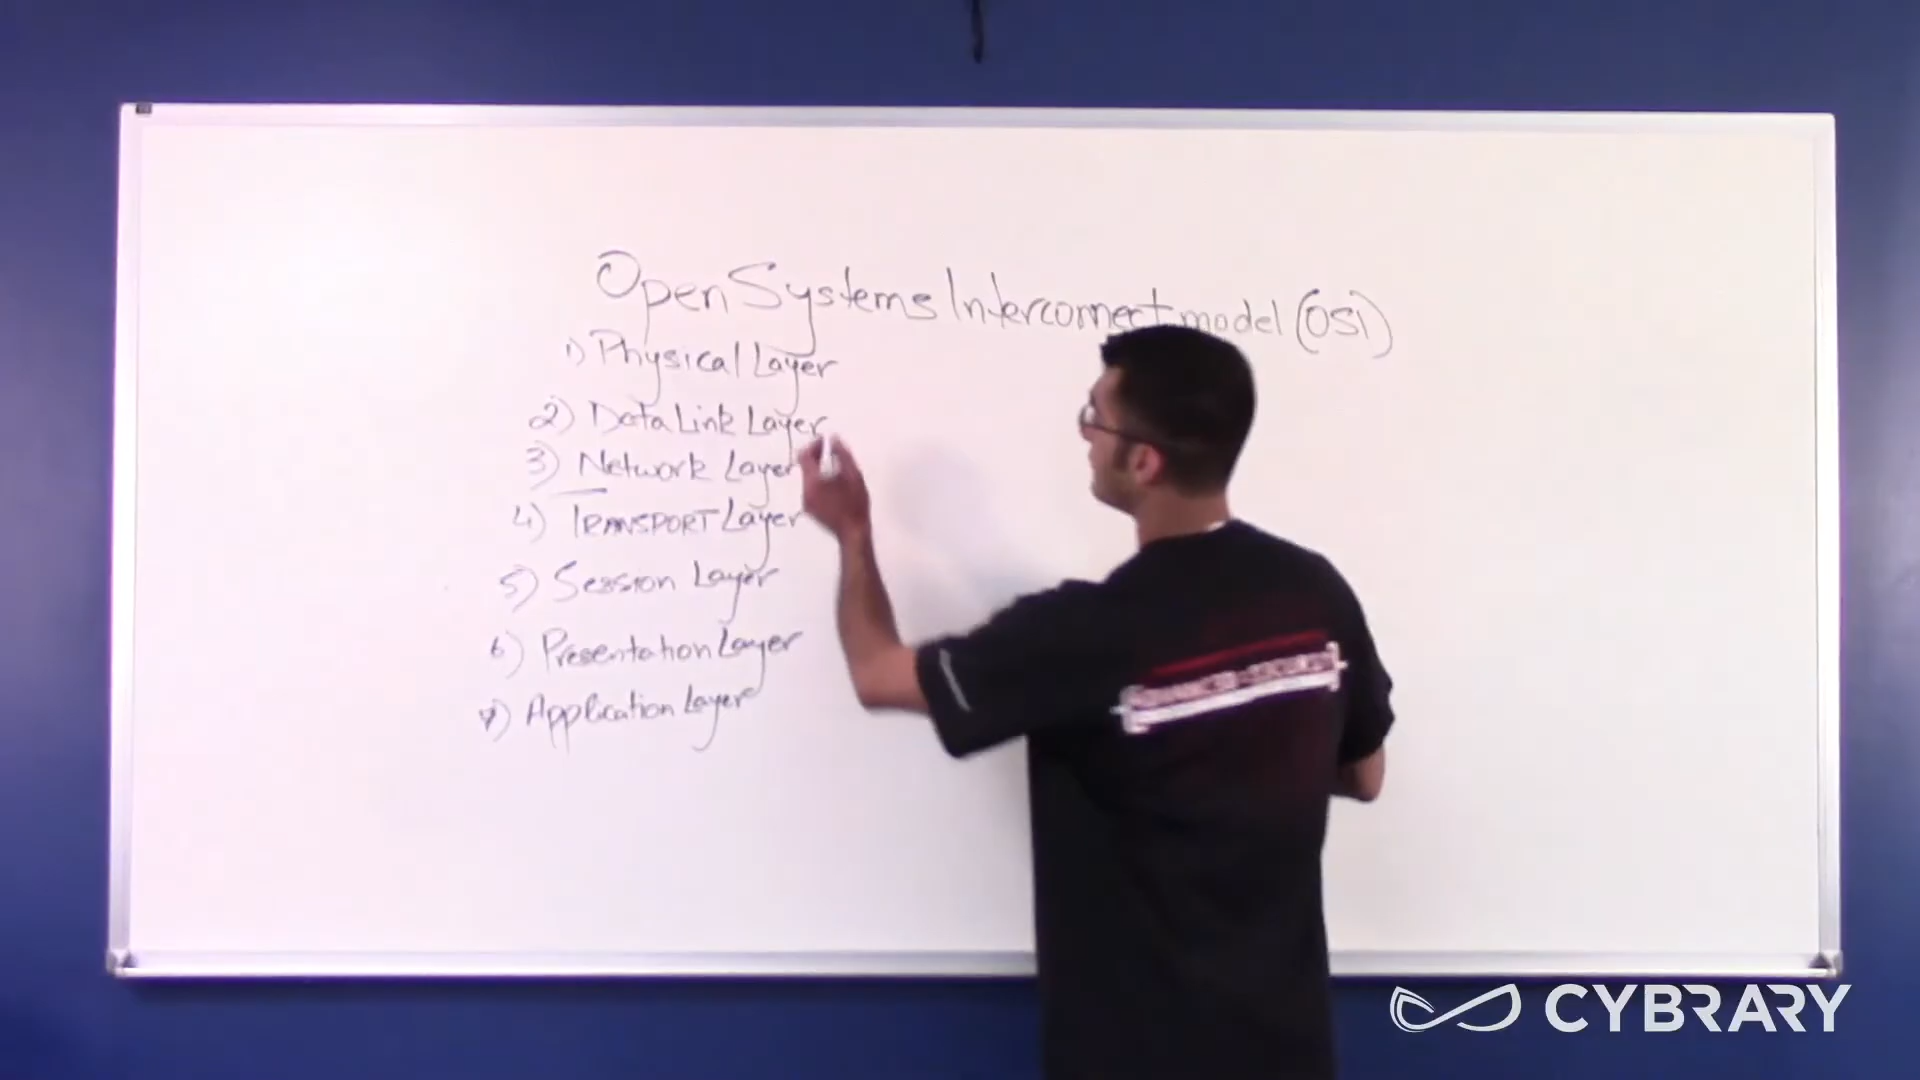 Open Systems Interconnect model (OSI)
1) Physical Layer
2) Data Link Layer
3) Network Layer
4) TRANSPORT Layer
5) Session Layer
6) Presentation Layer
7) Application Layer
CYBRARY